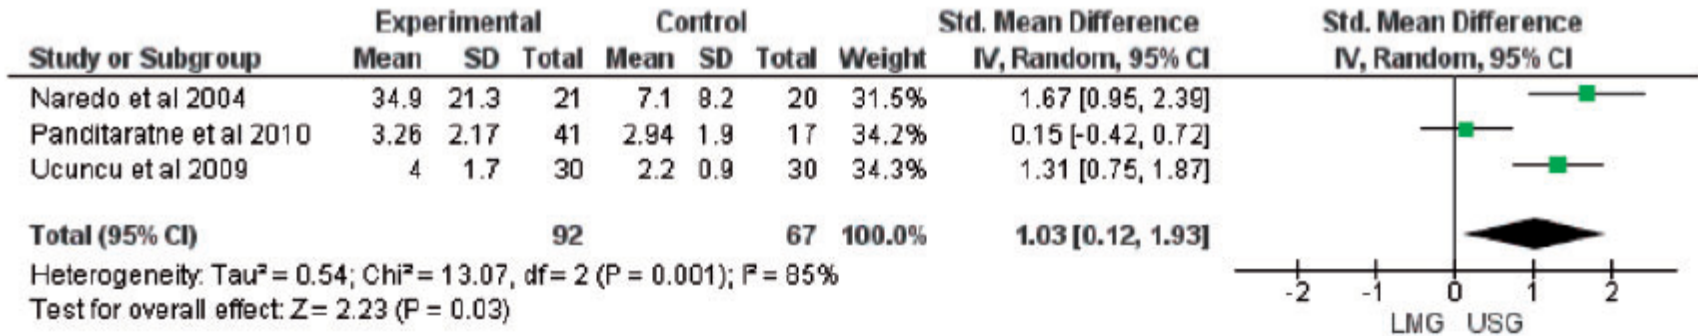 Experimental Control Std. Mean Difference Std. Mean Difference
Study or Subgroup Mean SD Total Mean SD Total Weight IV, Random, 95% CI IV, Random, 95% CI
Naredo et al 2004 34.9 21.3 21 7.1 8.2 20 31.5% 1.67 [0.95, 2.39]
Panditaratne et al 2010 3.26 2.17 41 2.94 1.9 17 34.2% 0.15 [-0.42, 0.72]
Ucuncu et al 2009 4 1.7 30 2.2 0.9 30 34.3% 1.31 [0.75, 1.87]
Total (95% CI) 92 67 100.0% 1.03 [0.12, 1.93]
Heterogeneity: Tau² = 0.54; Chi² = 13.07, df = 2 (P = 0.001); I² = 85%
Test for overall effect: Z = 2.23 (P = 0.03)
-2 -1 0 1 2
LMG USG